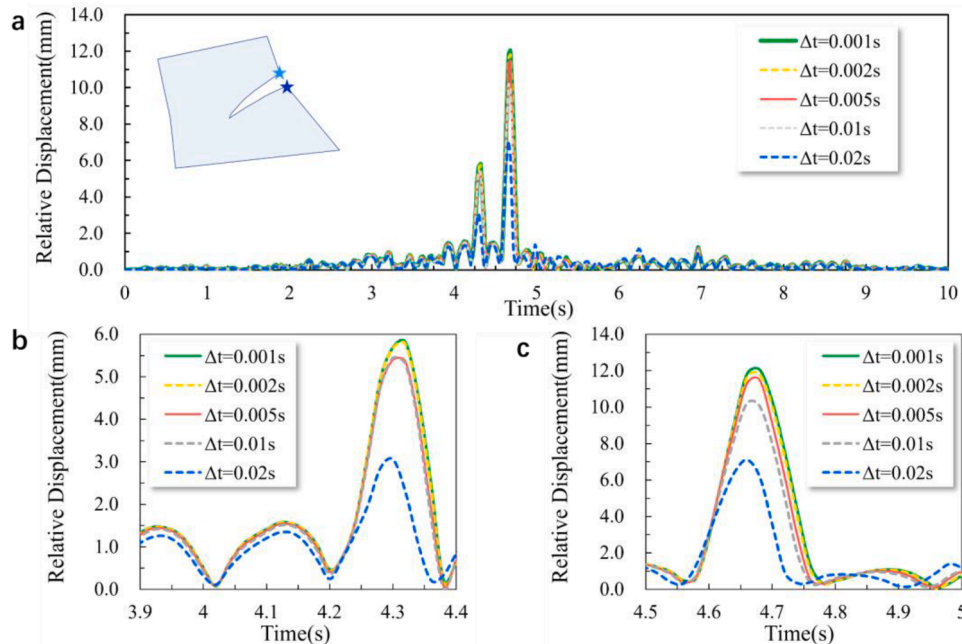 a
Relative Displacement(mm)
14.0
12.0
10.0
8.0
6.0
4.0
2.0
0.0
0 1 2 3 4 5 6 7 8 9 10
Time(s)
Δt=0.001s
Δt=0.002s
Δt=0.005s
Δt=0.01s
Δt=0.02s
b
Relative Displacement(mm)
6.0
5.0
4.0
3.0
2.0
1.0
0.0
3.9 4 4.1 4.2 4.3 4.4
Time(s)
Δt=0.001s
Δt=0.002s
Δt=0.005s
Δt=0.01s
Δt=0.02s
c
Relative Displacement(mm)
14.0
12.0
10.0
8.0
6.0
4.0
2.0
0.0
4.5 4.6 4.7 4.8 4.9 5
Time(s)
Δt=0.001s
Δt=0.002s
Δt=0.005s
Δt=0.01s
Δt=0.02s